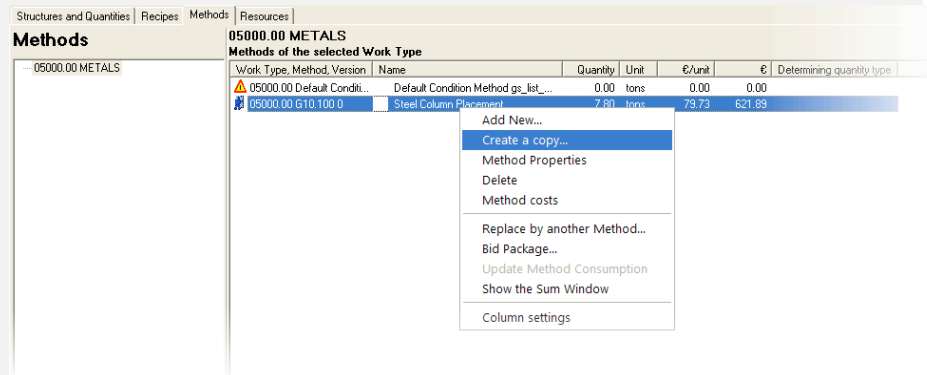 Structures and Quantities Recipes Methods Resources
Methods
05000.00 METALS
05000.00 METALS
Methods of the selected Work Type
Work Type, Method, Version Name Quantity Unit €/unit € Determining quantity type
05000.00 Default Conditi... Default Condition Method gs_list_... 0.00 tons 0.00 0.00
05000.00 G10.100 0 Steel Column Placement 7.80 tons 79.73 621.89
Add New...
Create a copy...
Method Properties
Delete
Method costs
Replace by another Method...
Bid Package...
Update Method Consumption
Show the Sum Window
Column settings